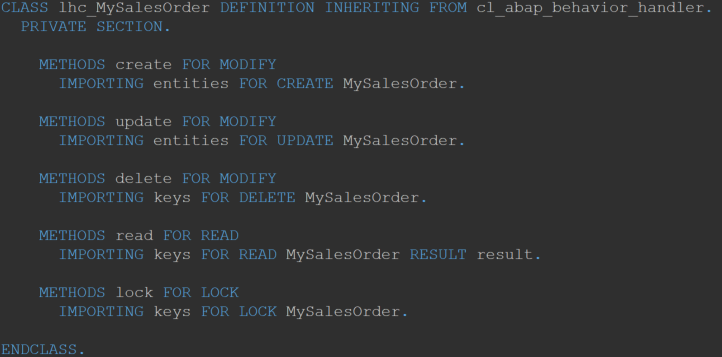 CLASS lhc_MySalesOrder DEFINITION INHERITING FROM cl_abap_behavior_handler.
PRIVATE SECTION.
METHODS create FOR MODIFY
IMPORTING entities FOR CREATE MySalesOrder.
METHODS update FOR MODIFY
IMPORTING entities FOR UPDATE MySalesOrder.
METHODS delete FOR MODIFY
IMPORTING keys FOR DELETE MySalesOrder.
METHODS read FOR READ
IMPORTING keys FOR READ MySalesOrder RESULT result.
METHODS lock FOR LOCK
IMPORTING keys FOR LOCK MySalesOrder.
ENDCLASS.